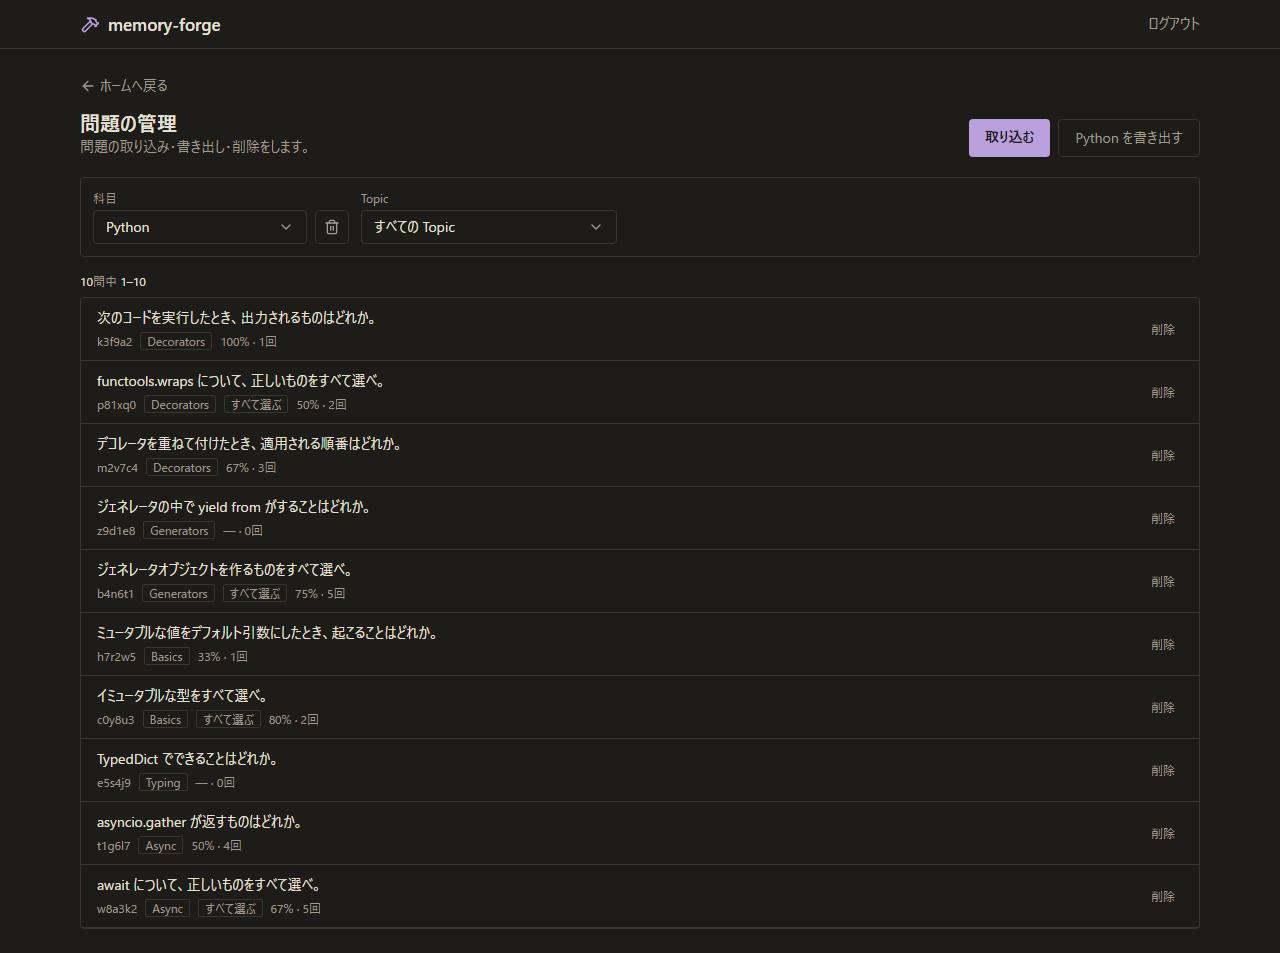 memory-forge
ログアウト
ホームへ戻る
問題の管理
問題の取り込み・書き出し・削除をします。
取り込む
Python を書き出す
科目
Topic
Python
すべての Topic
10問中 1–10
次のコードを実行したとき、出力されるものはどれか。
k3f9a2 Decorators 100% · 1回
削除
functools.wraps について、正しいものをすべて選べ。
p81xq0 Decorators すべて選ぶ 50% · 2回
削除
デコレータを重ねて付けたとき、適用される順番はどれか。
m2v7c4 Decorators 67% · 3回
削除
ジェネレータの中で yield from がすることはどれか。
z9d1e8 Generators — · 0回
削除
ジェネレータオブジェクトを作るものをすべて選べ。
b4n6t1 Generators すべて選ぶ 75% · 5回
削除
ミュータブルな値をデフォルト引数にしたとき、起こることはどれか。
h7r2w5 Basics 33% · 1回
削除
イミュータブルな型をすべて選べ。
c0y8u3 Basics すべて選ぶ 80% · 2回
削除
TypedDict でできることはどれか。
e5s4j9 Typing — · 0回
削除
asyncio.gather が返すものはどれか。
t1g6l7 Async 50% · 4回
削除
await について、正しいものをすべて選べ。
w8a3k2 Async すべて選ぶ 67% · 5回
削除